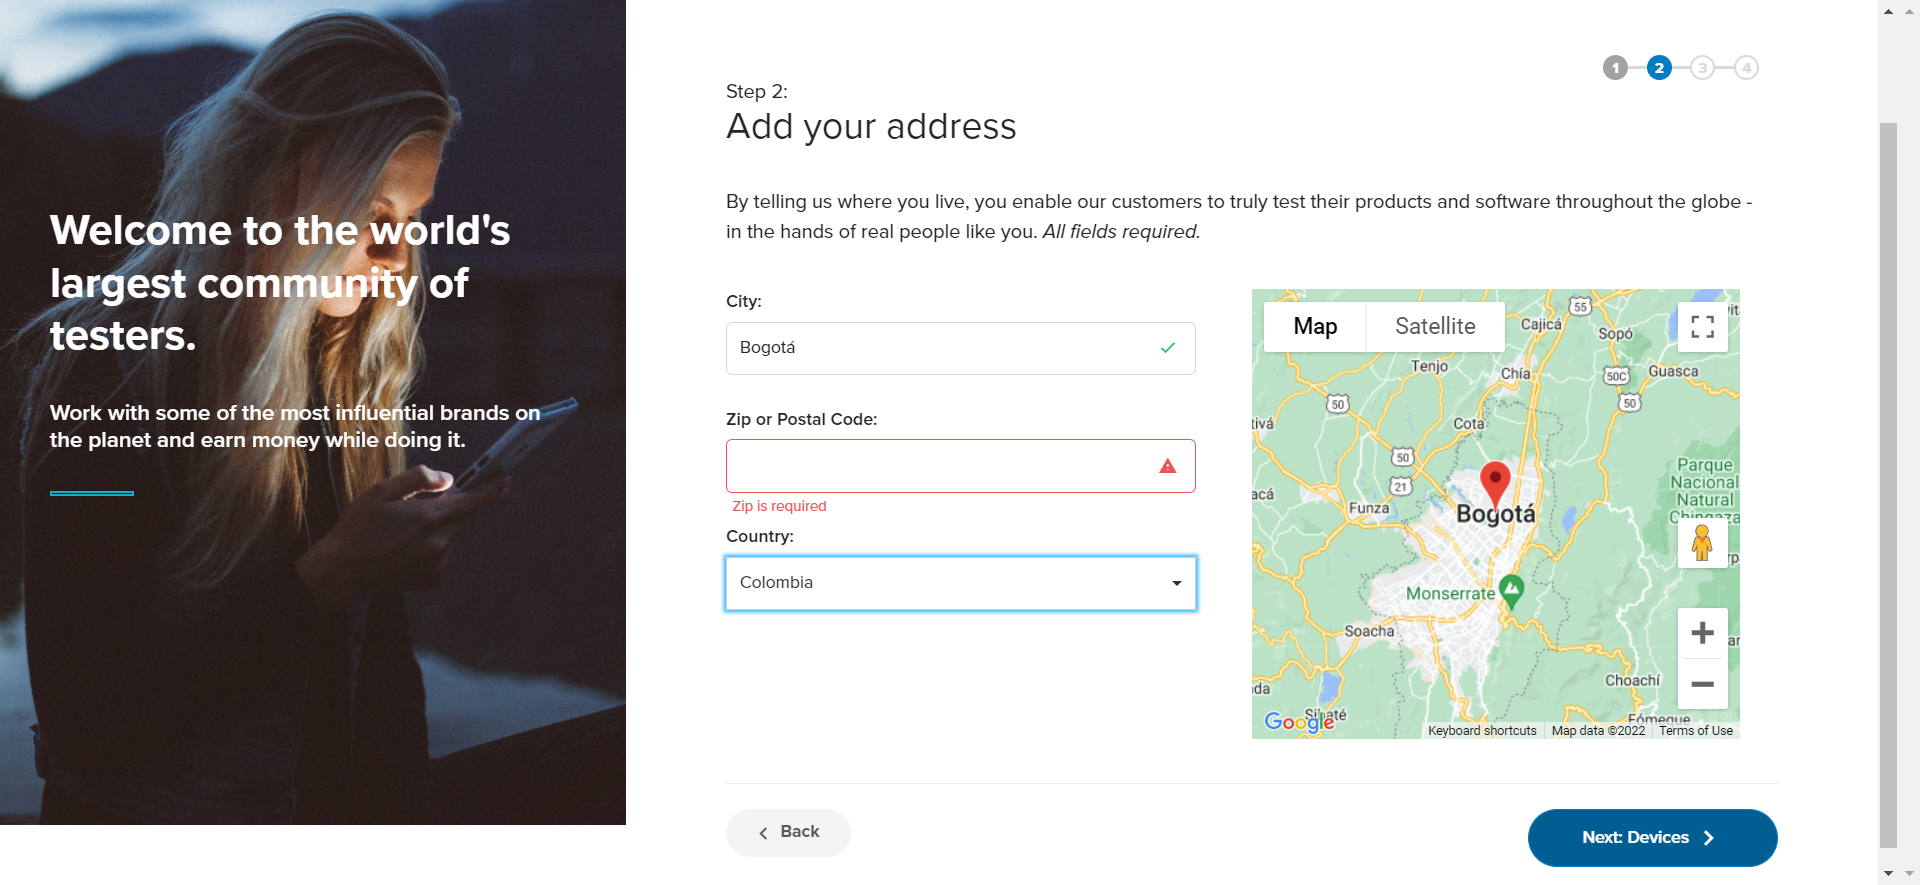 Welcome to the world's
largest community of
testers.
Work with some of the most influential brands on
the planet and earn money while doing it.
1
2
3
4
Step 2:
Add your address
By telling us where you live, you enable our customers to truly test their products and software throughout the globe -
in the hands of real people like you. All fields required.
City:
Bogotá
Zip or Postal Code:
Zip is required
Country:
Colombia
Map
Satellite
55
Cajicá
Sopó
Tenjo
Chía
50C
Guasca
50
50
Cota
50
21
Parque
Nacional
Natural
Chingaza
Funza
Bogotá
Monserrate
Soacha
Choachí
Google
Fómeque
Keyboard shortcuts
Map data ©2022
Terms of Use
Back
Next: Devices